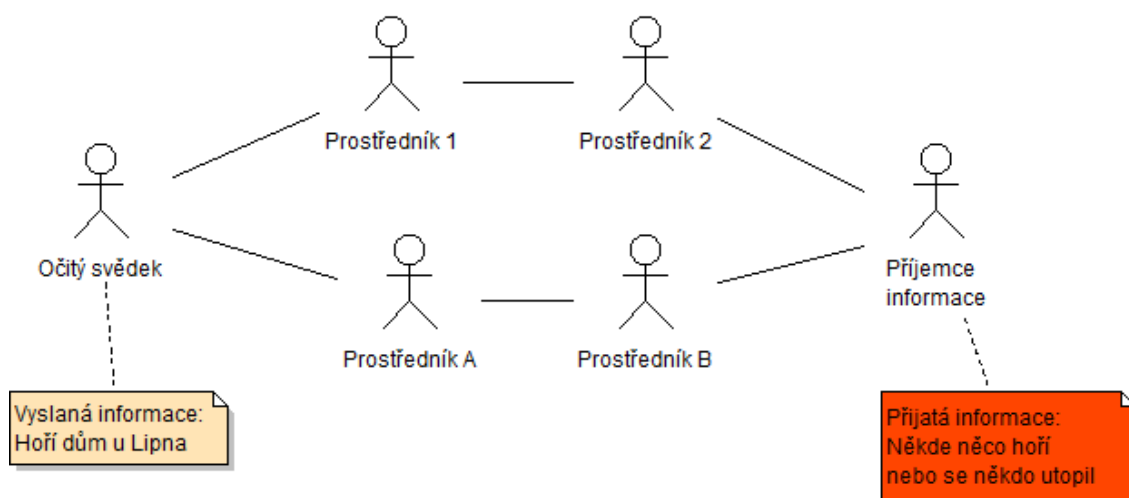 Prostředník 1
Prostředník 2
Očitý svědek
Příjemce
informace
Prostředník A
Prostředník B
Vyslaná informace:
Hoří dům u Lipna
Přijatá informace:
Někde něco hoří
nebo se někdo utopil